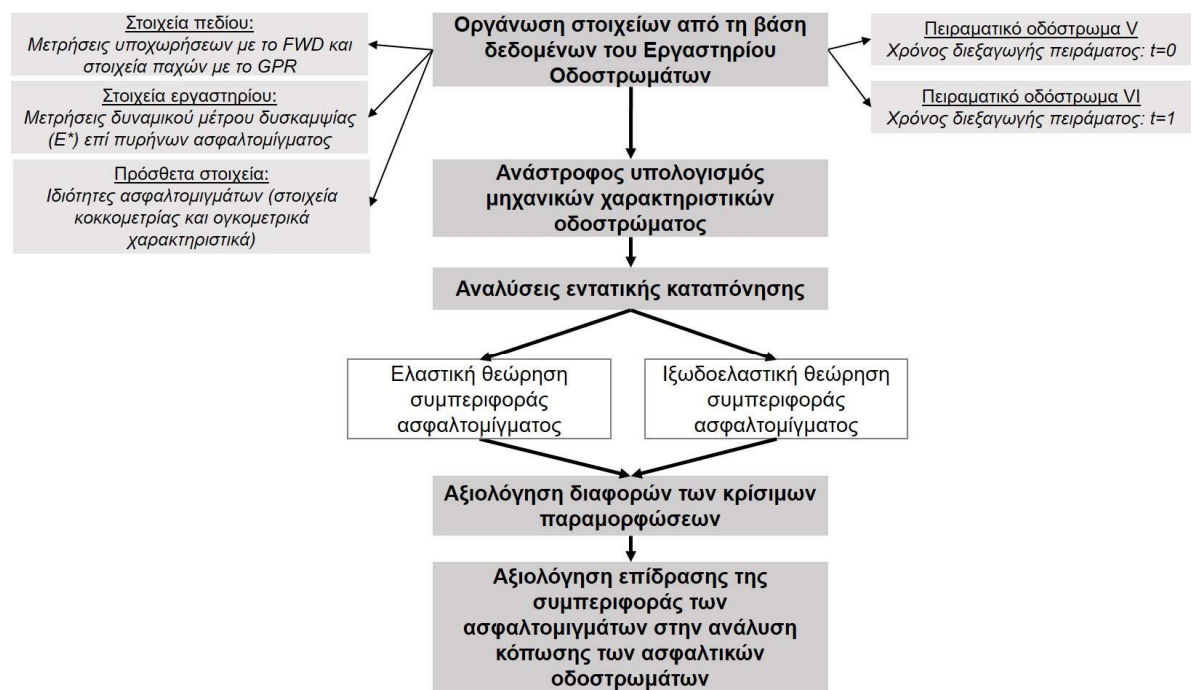 Στοιχεία πεδίου:
Μετρήσεις υποχωρήσεων με το FWD και
στοιχεία παχών με το GPR
Στοιχεία εργαστηρίου:
Μετρήσεις δυναμικού μέτρου δυσκαμψίας
(E*) επί πυρήνων ασφαλτομίγματος
Πρόσθετα στοιχεία:
Ιδιότητες ασφαλτομιγμάτων (στοιχεία
κοκκομετρίας και ογκομετρικά
χαρακτηριστικά)
Οργάνωση στοιχείων από τη βάση
δεδομένων του Εργαστηρίου
Οδοστρωμάτων
Πειραματικό οδόστρωμα V
Χρόνος διεξαγωγής πειράματος: t=0
Πειραματικό οδόστρωμα VI
Χρόνος διεξαγωγής πειράματος: t=1
Ανάστροφος υπολογισμός
μηχανικών χαρακτηριστικών
οδοστρώματος
Αναλύσεις εντατικής καταπόνησης
Ελαστική θεώρηση
συμπεριφοράς
ασφαλτομίγματος
Ιξωδοελαστική θεώρηση
συμπεριφοράς
ασφαλτομίγματος
Αξιολόγηση διαφορών των κρίσιμων
παραμορφώσεων
Αξιολόγηση επίδρασης της
συμπεριφοράς των
ασφαλτομιγμάτων στην ανάλυση
κόπωσης των ασφαλτικών
οδοστρωμάτων